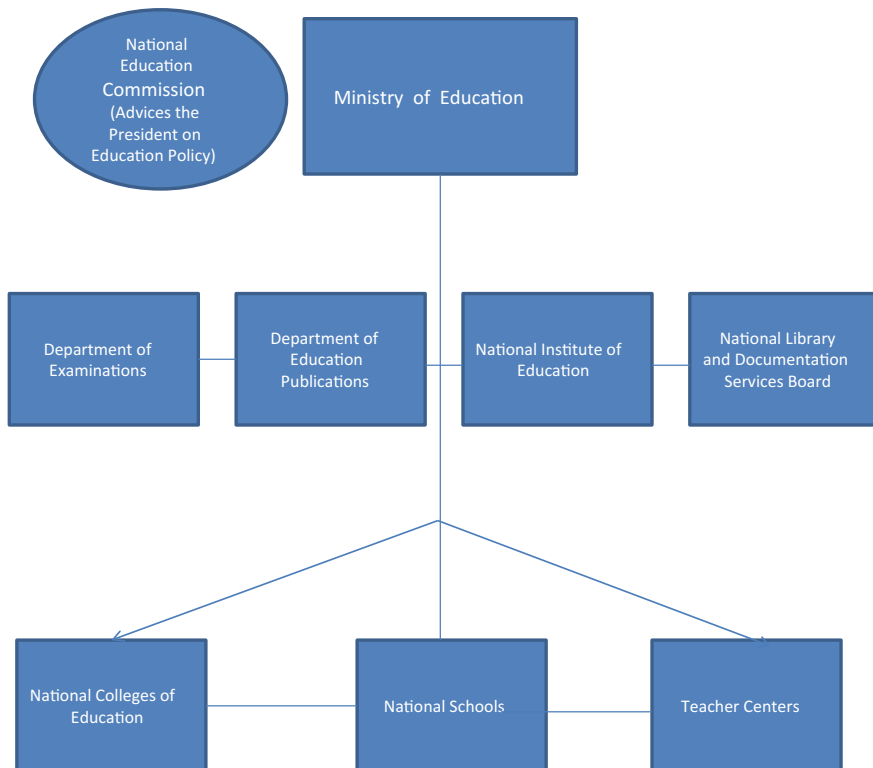 National
Education
Commission
(Advices the
President on
Education Policy)
Ministry of Education
Department of
Examinations
Department of
Education
Publications
National Institute of
Education
National Library
and Documentation
Services Board
National Colleges of
Education
National Schools
Teacher Centers